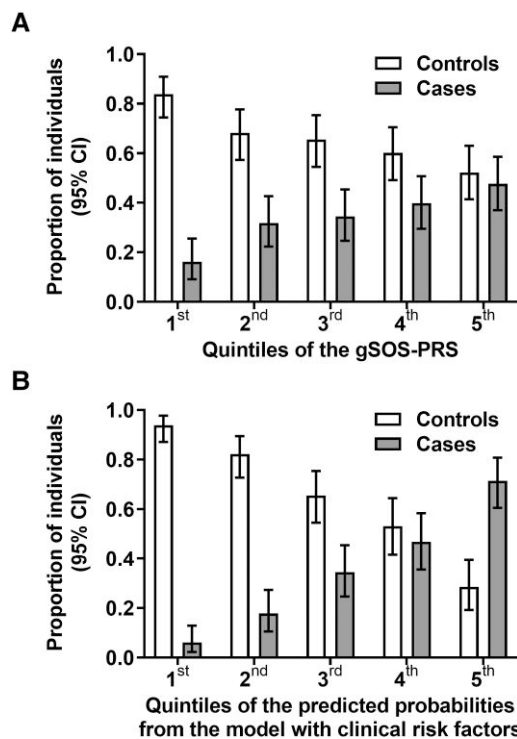 A
Proportion of individuals
(95% CI)
1.0
0.8
0.6
0.4
0.2
0.0
Controls
Cases
1st 2nd 3rd 4th 5th
Quintiles of the gSOS-PRS
B
Proportion of individuals
(95% CI)
1.0
0.8
0.6
0.4
0.2
0.0
Controls
Cases
1st 2nd 3rd 4th 5th
Quintiles of the predicted probabilities
from the model with clinical risk factors